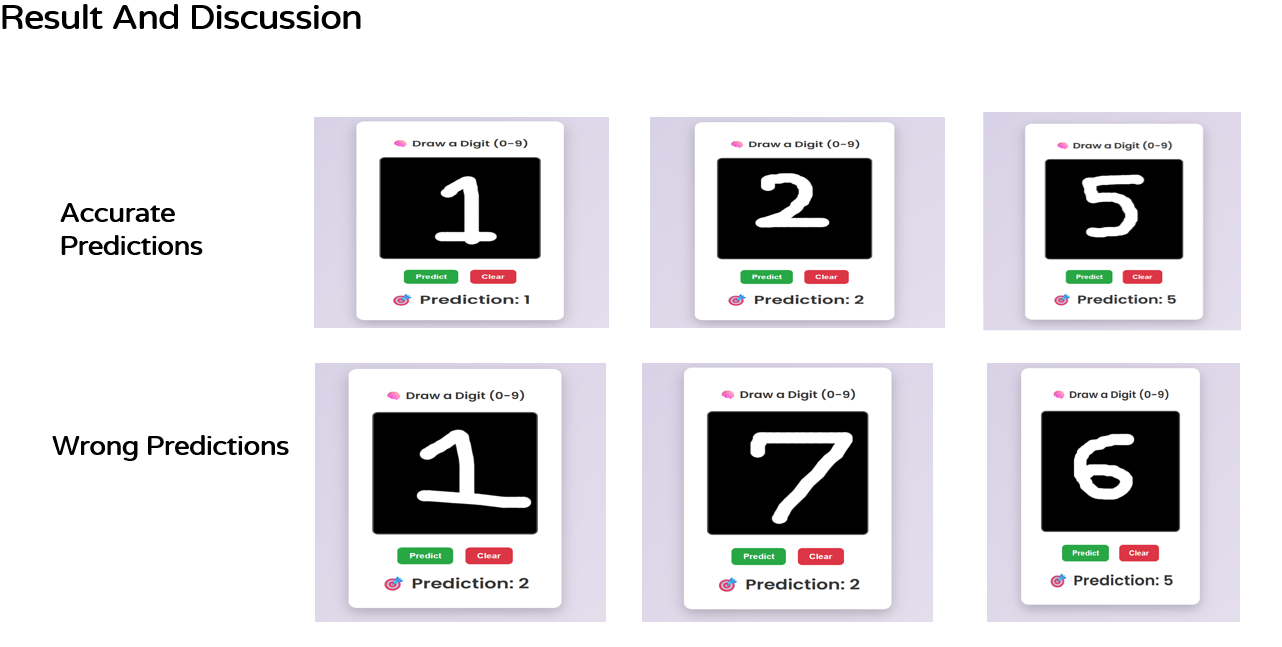 Result And Discussion
Accurate
Predictions
Draw a Digit (0-9)
1
Predict Clear
Prediction: 1
Draw a Digit (0-9)
2
Predict Clear
Prediction: 2
Draw a Digit (0-9)
5
Predict Clear
Prediction: 5
Wrong Predictions
Draw a Digit (0-9)
1
Predict Clear
Prediction: 2
Draw a Digit (0-9)
7
Predict Clear
Prediction: 2
Draw a Digit (0-9)
6
Predict Clear
Prediction: 5